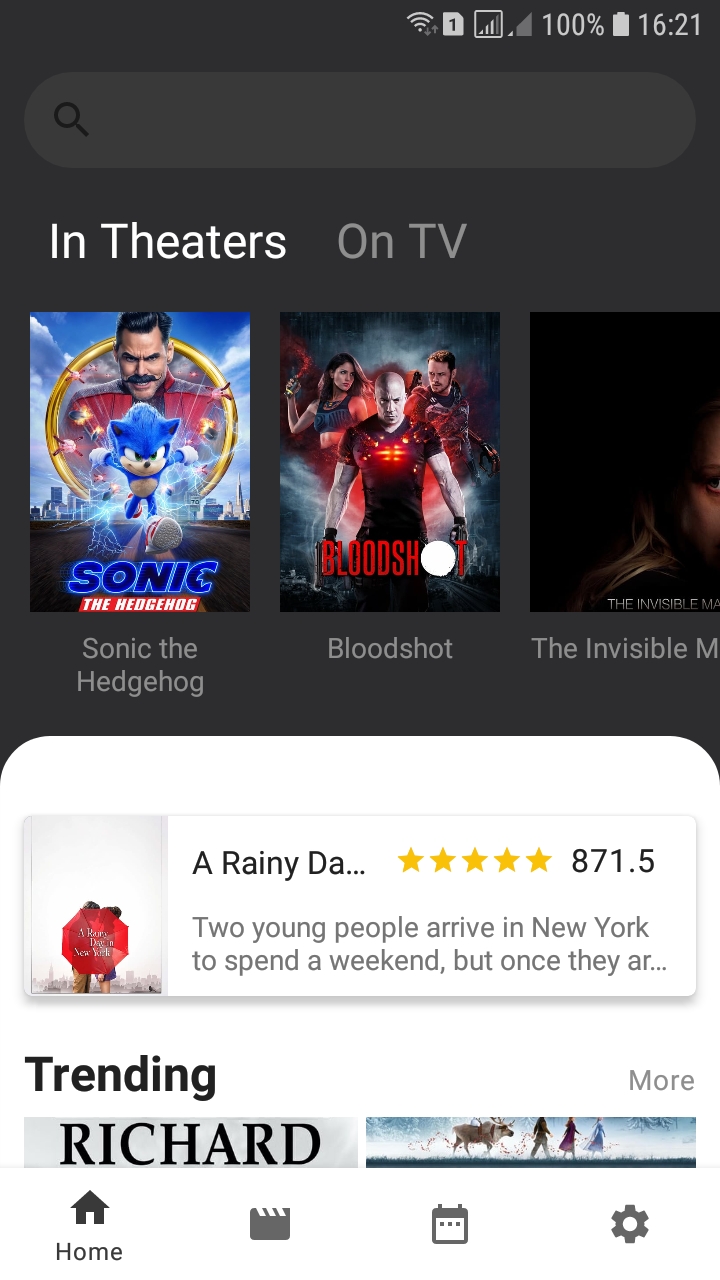 1 100% 16:21
In Theaters On TV
SONIC
THE HEDGEHOG
BLOODSHOT
THE INVISIBLE MA
Sonic the
Hedgehog
Bloodshot
The Invisible M
A Rainy Da... 871.5
A Rainy
Day in
New York
Two young people arrive in New York
to spend a weekend, but once they ar...
Trending More
RICHARD
Home